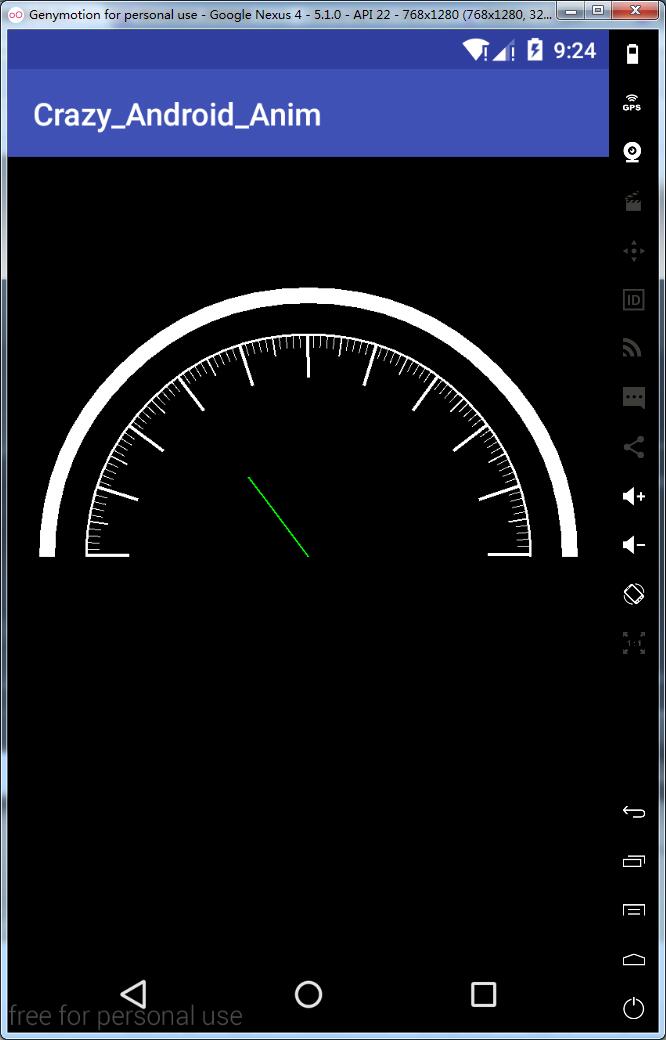 Genymotion for personal use - Google Nexus 4 - 5.1.0 - API 22 - 768x1280 (768x1280, 32...
9:24
GPS
Crazy_Android_Anim
ID
1:1
free for personal use